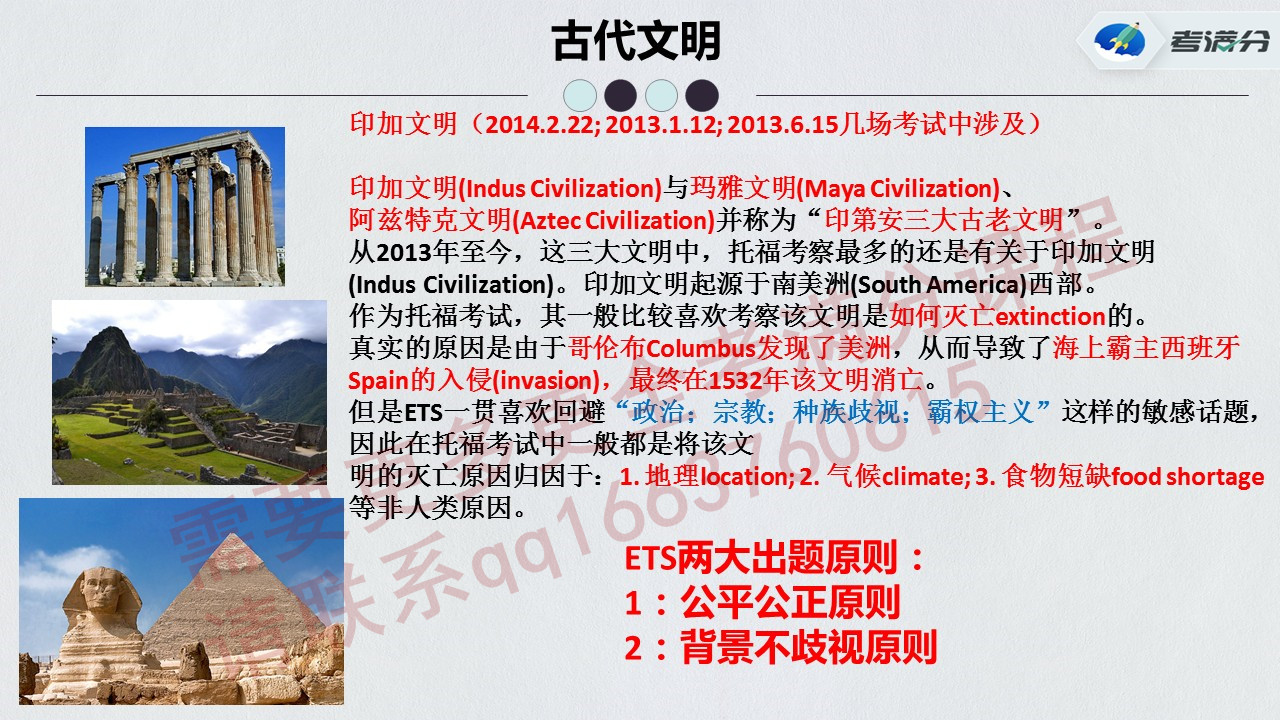 古代文明
考满分
印加文明（2014.2.22; 2013.1.12; 2013.6.15几场考试中涉及）
印加文明(Indus Civilization)与玛雅文明(Maya Civilization)、
阿兹特克文明(Aztec Civilization)并称为“印第安三大古老文明”。
从2013年至今，这三大文明中，托福考察最多的还是有关于印加文明
(Indus Civilization)。印加文明起源于南美洲(South America)西部。
作为托福考试，其一般比较喜欢考察该文明是如何灭亡extinction的。
真实的原因是由于哥伦布Columbus发现了美洲，从而导致了海上霸主西班牙
Spain的入侵(invasion)，最终在1532年该文明消亡。
但是ETS一贯喜欢回避“政治；宗教；种族歧视；霸权主义”这样的敏感话题，
因此在托福考试中一般都是将该文
明的灭亡原因归因于：1. 地理location; 2. 气候climate; 3. 食物短缺food shortage
等非人类原因。
ETS两大出题原则：
1：公平公正原则
2：背景不歧视原则
需要更多更全考满分课程
请联系qq1663760615